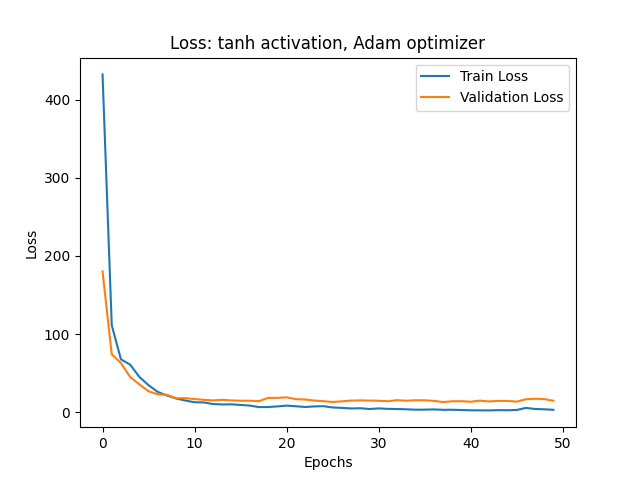 Loss: tanh activation, Adam optimizer
Train Loss
Validation Loss
400
300
200
100
0
Loss
0 10 20 30 40 50
Epochs